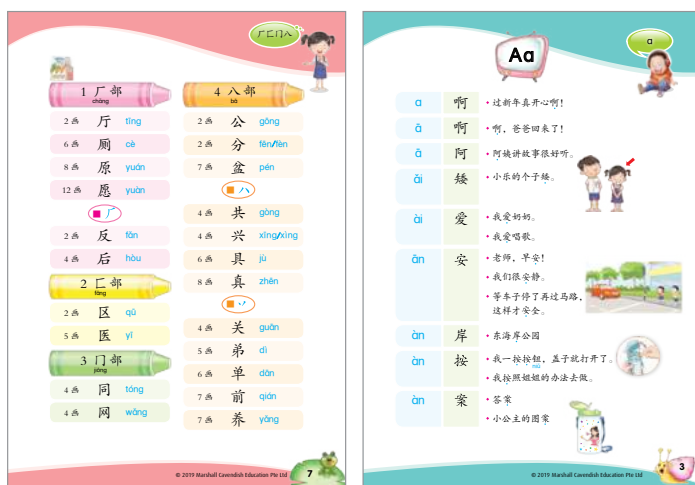 厂匚冂八
1 厂部
chǎng
2 画 厅 tīng
6 画 厕 cè
8 画 原 yuán
12 画 愿 yuàn
■ 厂
2 画 反 fǎn
4 画 后 hòu
2 匚部
fāng
2 画 区 qū
5 画 医 yī
3 冂部
jiōng
4 画 同 tóng
4 画 网 wǎng
4 八部
bā
2 画 公 gōng
2 画 分 fēn/fèn
7 画 盆 pén
■ 八
4 画 共 gòng
4 画 兴 xīng/xìng
6 画 具 jù
8 画 真 zhēn
■ 丷
4 画 关 guān
5 画 弟 dì
6 画 单 dān
7 画 前 qián
7 画 养 yǎng
© 2019 Marshall Cavendish Education Pte Ltd
7
a
Aa
a 啊 • 过新年真开心啊!
ā 啊 • 啊，爸爸回来了!
ā 阿 • 阿姨讲故事很好听。
ǎi 矮 • 小乐的个子矮。
ài 爱 • 我爱奶奶。
• 我爱唱歌。
ān 安 • 老师，早安!
• 我们很安静。
• 等车子停了再过马路，
这样才安全。
àn 岸 • 东海岸公园
àn 按 • 我一按按钮，盖子就打开了。
niǔ
• 我按照姐姐的办法去做。
àn 案 • 答案
• 小公主的图案
© 2019 Marshall Cavendish Education Pte Ltd
3